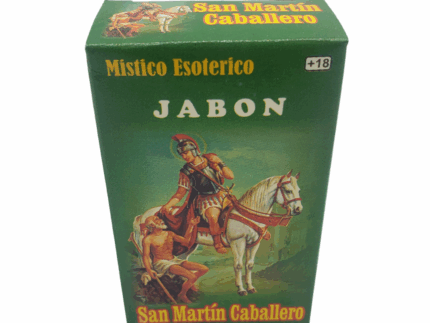 San Martín Caballero
Mistico Esoterico
+18
JABON
San Martín Caballero